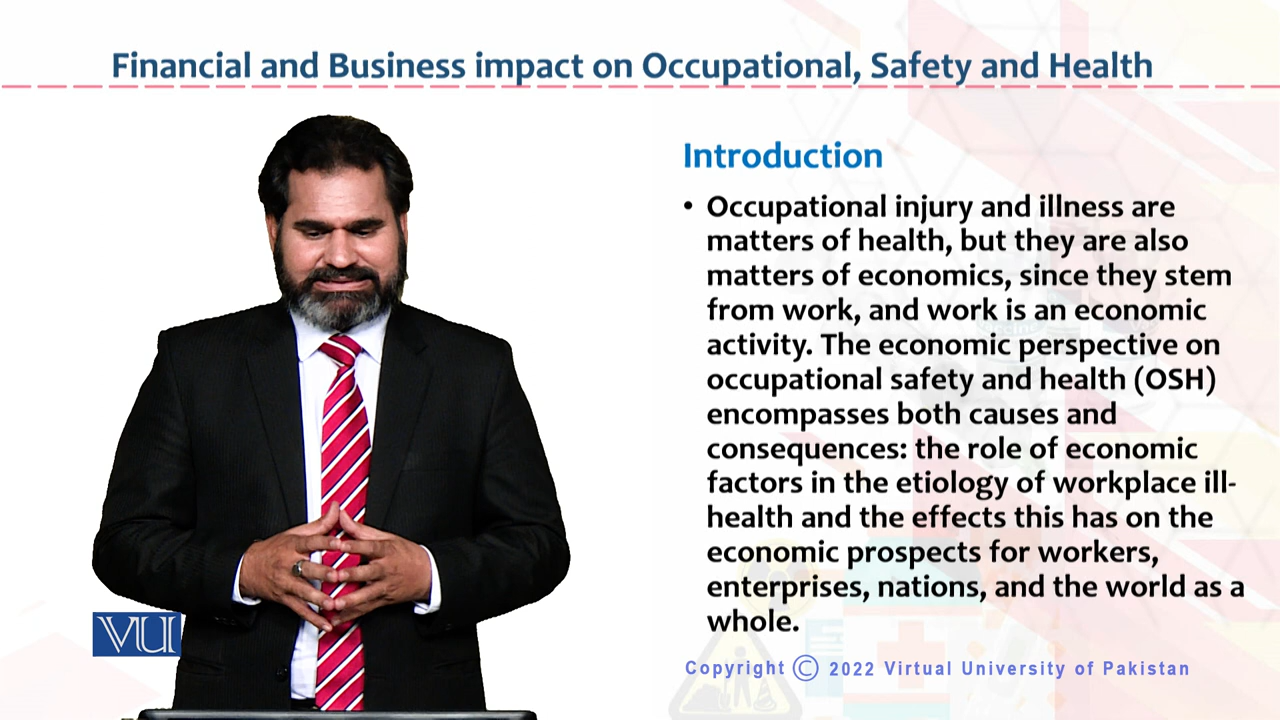 Financial and Business impact on Occupational, Safety and Health
Introduction
• Occupational injury and illness are
matters of health, but they are also
matters of economics, since they stem
from work, and work is an economic
activity. The economic perspective on
occupational safety and health (OSH)
encompasses both causes and
consequences: the role of economic
factors in the etiology of workplace ill-
health and the effects this has on the
economic prospects for workers,
enterprises, nations, and the world as a
whole.
VU
Copyright © 2022 Virtual University of Pakistan